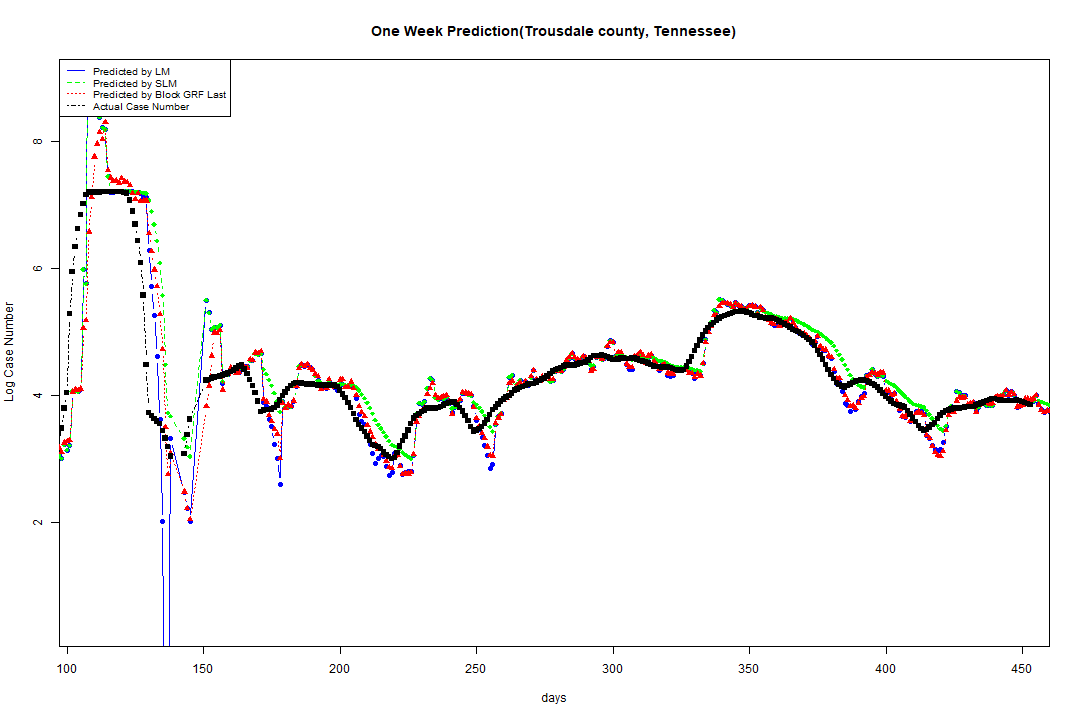 One Week Prediction(Trousdale county, Tennessee)
Predicted by LM
Predicted by SLM
Predicted by Block GRF Last
Actual Case Number
8
6
4
2
Log Case Number
100 150 200 250 300 350 400 450
days